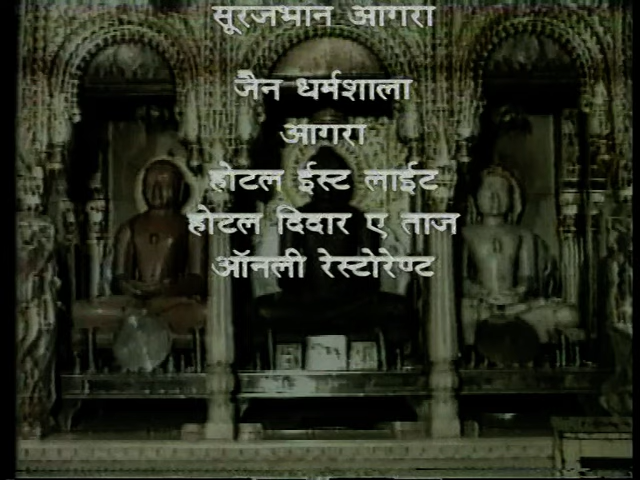 सूरजभान आगरा
जैन धर्मशाला
आगरा
होटल ईस्ट लाईट
होटल दिदार ए ताज
ऑनली रेस्टोरेण्ट